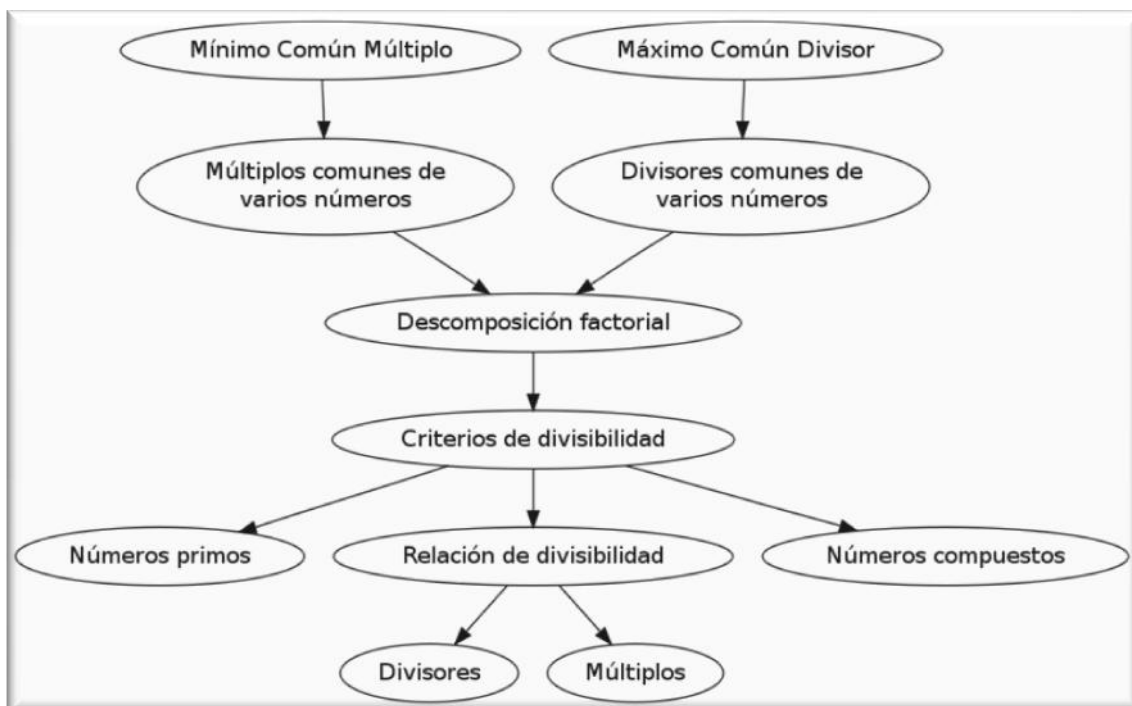 Mínimo Común Múltiplo
Máximo Común Divisor
Múltiplos comunes de
varios números
Divisores comunes de
varios números
Descomposición factorial
Criterios de divisibilidad
Números primos
Relación de divisibilidad
Números compuestos
Divisores
Múltiplos